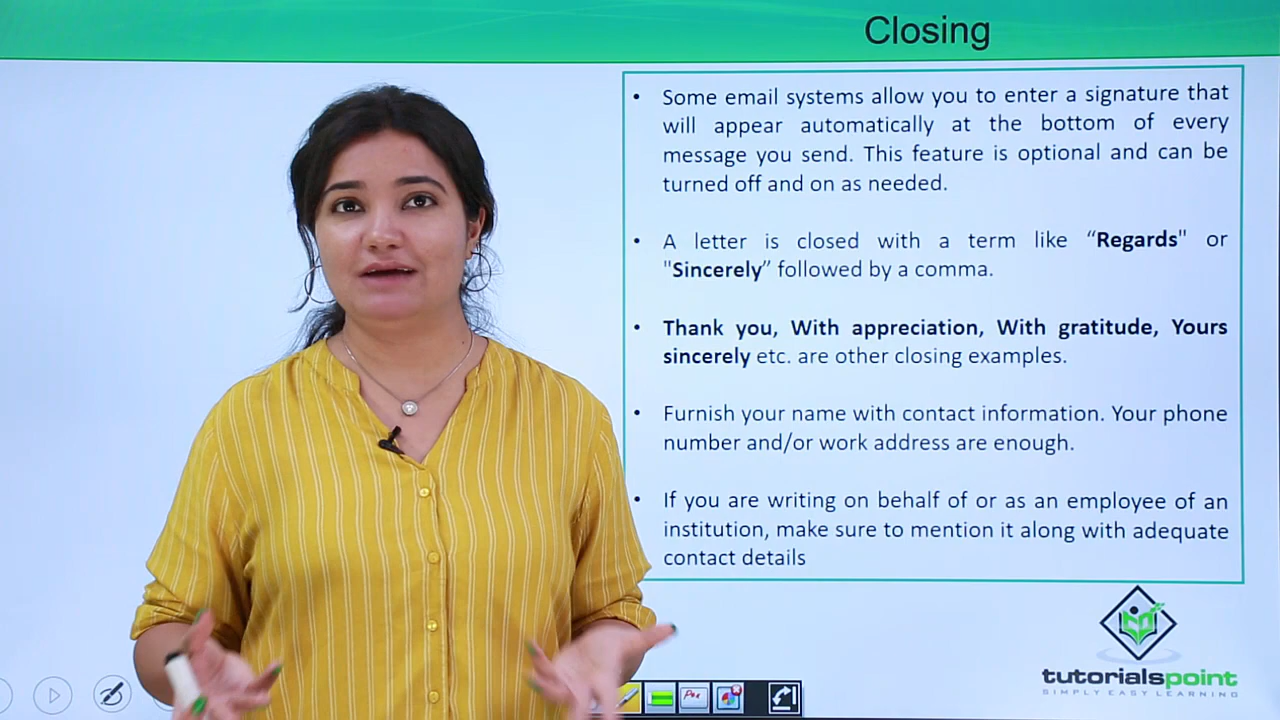 Closing
• Some email systems allow you to enter a signature that
will appear automatically at the bottom of every
message you send. This feature is optional and can be
turned off and on as needed.
• A letter is closed with a term like “Regards" or
"Sincerely” followed by a comma.
• Thank you, With appreciation, With gratitude, Yours
sincerely etc. are other closing examples.
• Furnish your name with contact information. Your phone
number and/or work address are enough.
• If you are writing on behalf of or as an employee of an
institution, make sure to mention it along with adequate
contact details
tutorialspoint
SIMPLY EASY LEARNING